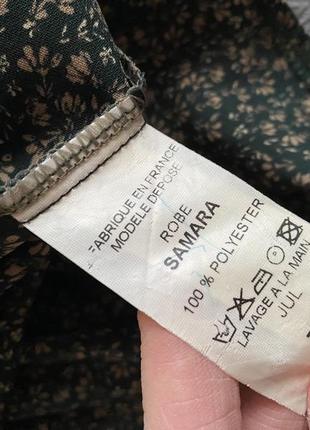 FABRIQUE EN FRANCE
MODELE DEPOSE
ROBE
SAMARA
100 % POLYESTER
LAVAGE A LA MAIN
JUL